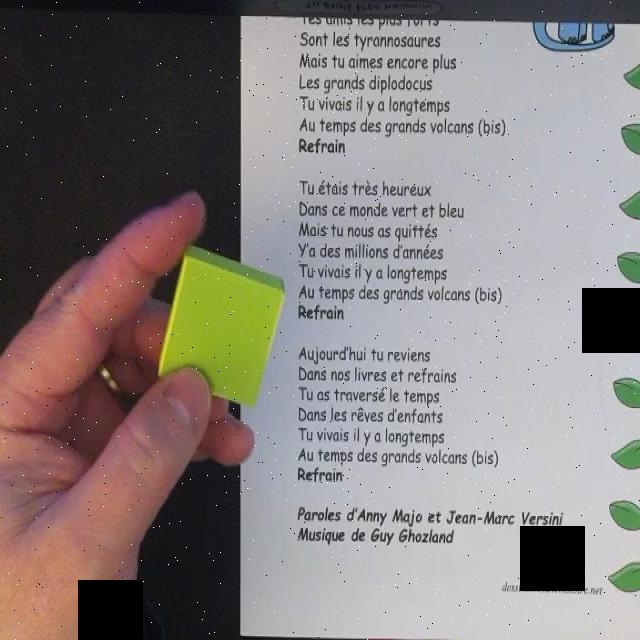 Tes amis les plus forts
Sont les tyrannosaures
Mais tu aimes encore plus
Les grands diplodocus
Tu vivais il y a longtemps
Au temps des grands volcans (bis)
Refrain
Tu étais très heureux
Dans ce monde vert et bleu
Mais tu nous as quittés
Y'a des millions d'années
Tu vivais il y a longtemps
Au temps des grands volcans (bis)
Refrain
Aujourd'hui tu reviens
Dans nos livres et refrains
Tu as traversé le temps
Dans les rêves d'enfants
Tu vivais il y a longtemps
Au temps des grands volcans (bis)
Refrain
Paroles d'Anny Majo et Jean-Marc Versini
Musique de Guy Ghozland